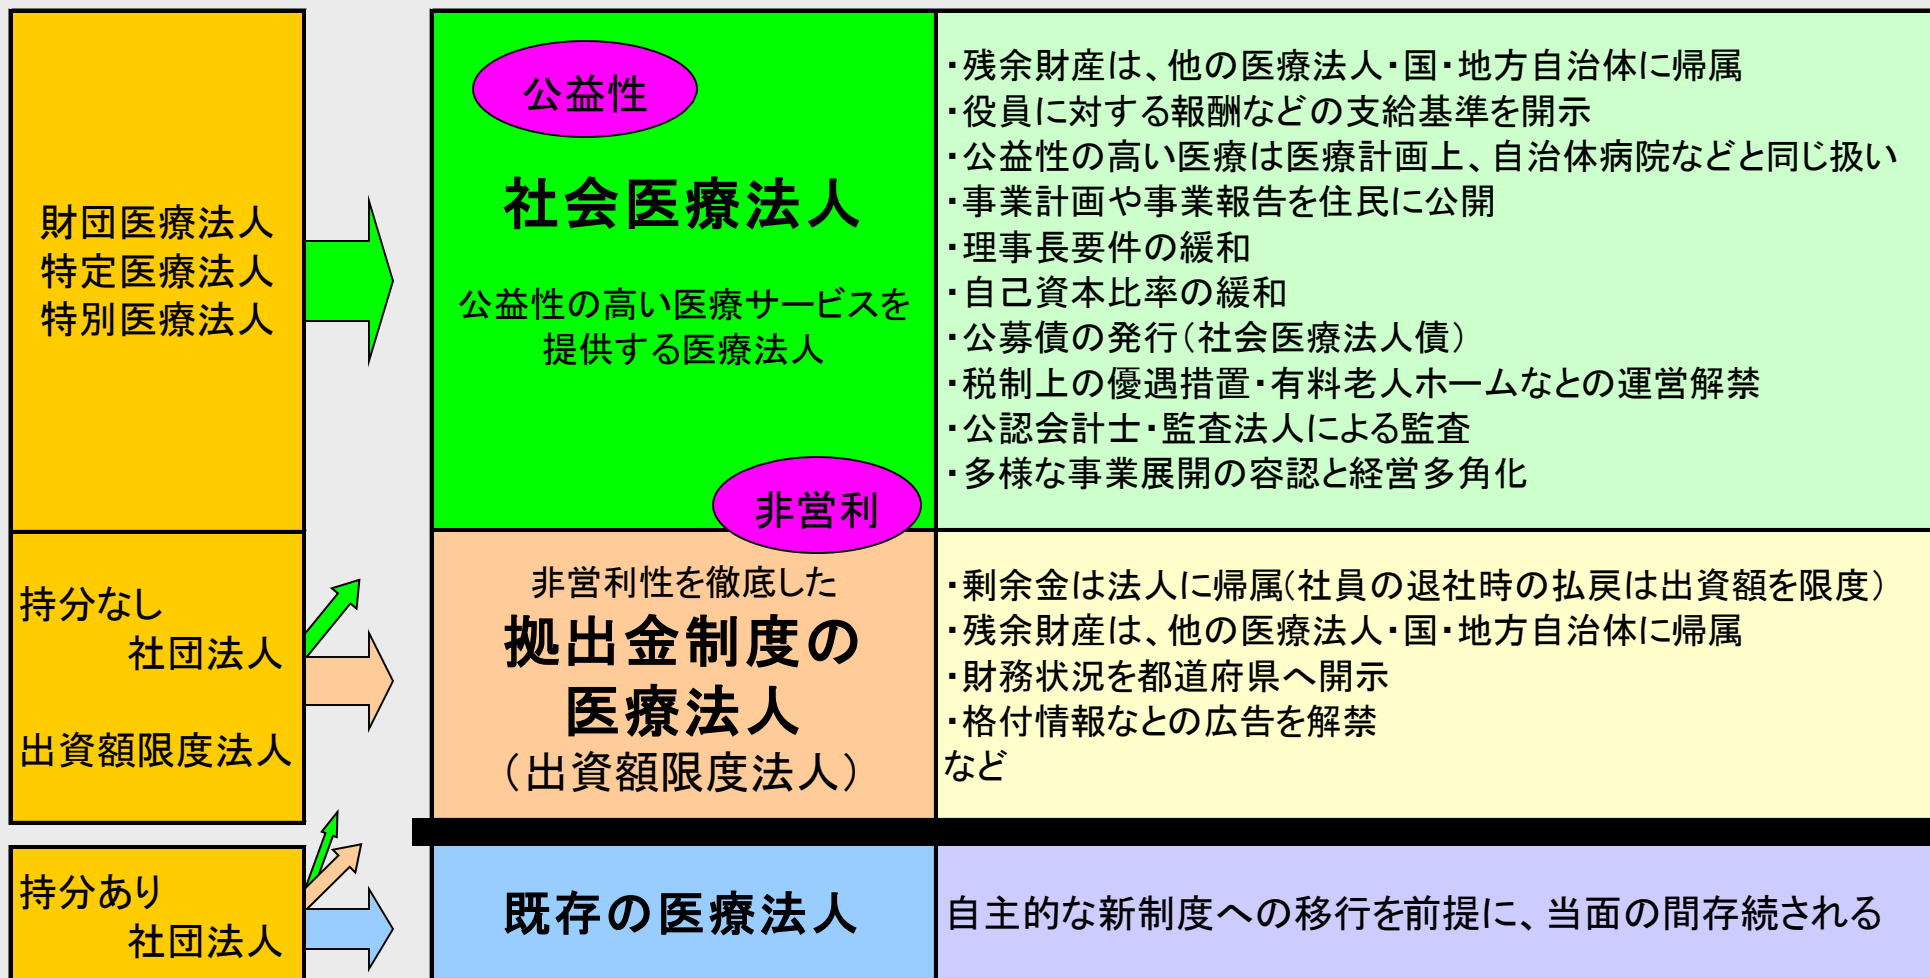 財団医療法人
特定医療法人
特別医療法人
公益性
社会医療法人
公益性の高い医療サービスを
提供する医療法人
非営利
・残余財産は、他の医療法人・国・地方自治体に帰属
・役員に対する報酬などの支給基準を開示
・公益性の高い医療は医療計画上、自治体病院などと同じ扱い
・事業計画や事業報告を住民に公開
・理事長要件の緩和
・自己資本比率の緩和
・公募債の発行(社会医療法人債)
・税制上の優遇措置・有料老人ホームなどの運営解禁
・公認会計士・監査法人による監査
・多様な事業展開の容認と経営多角化
持分なし
社団法人
出資額限度法人
非営利性を徹底した
拠出金制度の
医療法人
（出資額限度法人）
・剰余金は法人に帰属(社員の退社時の払戻は出資額を限度)
・残余財産は、他の医療法人・国・地方自治体に帰属
・財務状況を都道府県へ開示
・格付情報などの広告を解禁
など
持分あり
社団法人
既存の医療法人
自主的な新制度への移行を前提に、当面の間存続される